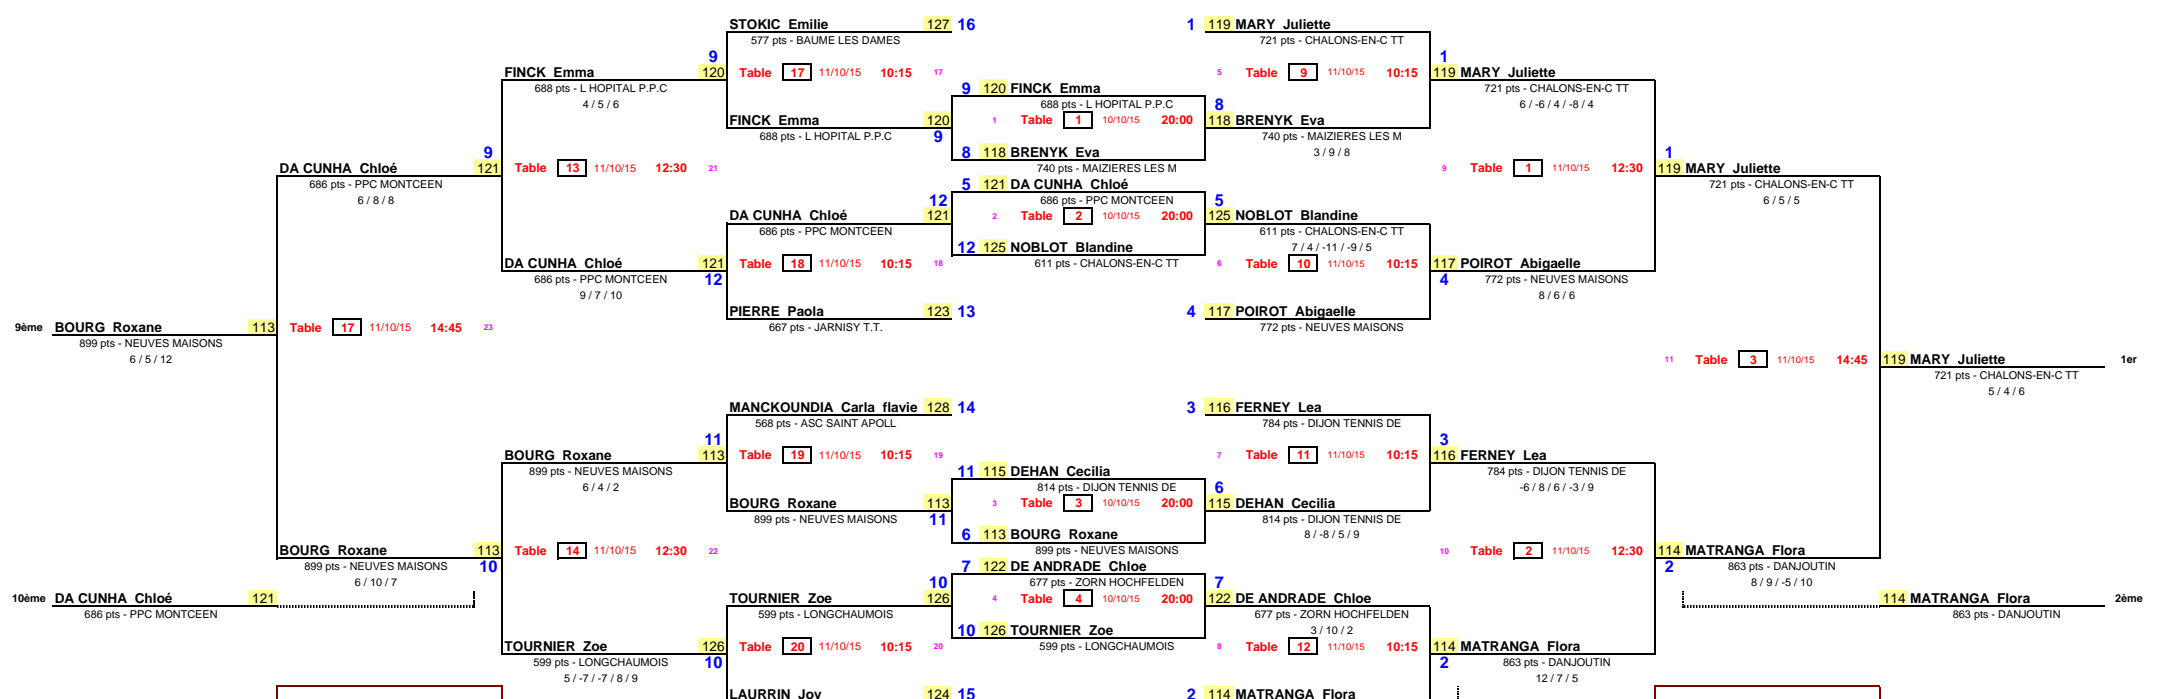 STOKIC Emilie 127 16 1 119 MARY Juliette
577 pts - BAUME LES DAMES 721 pts - CHALONS-EN-C TT
9 1
FINCK Emma 120 Table 17 11/10/15 10:15 17 5 Table 9 11/10/15 10:15 119 MARY Juliette
688 pts - L HOPITAL P.P.C 9 120 FINCK Emma 721 pts - CHALONS-EN-C TT
4 / 5 / 6 688 pts - L HOPITAL P.P.C 8 6 / -6 / 4 / -8 / 4
FINCK Emma 120 1 Table 1 10/10/15 20:00 118 BRENYK Eva
688 pts - L HOPITAL P.P.C 9 740 pts - MAIZIERES LES M
9 8 118 BRENYK Eva 3 / 9 / 8 1
DA CUNHA Chloé 121 Table 13 11/10/15 12:30 21 740 pts - MAIZIERES LES M 9 Table 1 11/10/15 12:30 119 MARY Juliette
686 pts - PPC MONTCEEN 5 121 DA CUNHA Chloé 721 pts - CHALONS-EN-C TT
6 / 8 / 8 12 686 pts - PPC MONTCEEN 5 6 / 5 / 5
DA CUNHA Chloé 121 2 Table 2 10/10/15 20:00 125 NOBLOT Blandine
686 pts - PPC MONTCEEN 611 pts - CHALONS-EN-C TT
12 125 NOBLOT Blandine 7 / 4 / -11 / -9 / 5
DA CUNHA Chloé 121 Table 18 11/10/15 10:15 18 611 pts - CHALONS-EN-C TT 6 Table 10 11/10/15 10:15 117 POIROT Abigaelle
686 pts - PPC MONTCEEN 12 4 772 pts - NEUVES MAISONS
9 / 7 / 10 8 / 6 / 6
PIERRE Paola 123 13 4 117 POIROT Abigaelle
9ème BOURG Roxane 113 Table 17 11/10/15 14:45 23 667 pts - JARNISY T.T. 772 pts - NEUVES MAISONS
899 pts - NEUVES MAISONS
6 / 5 / 12 11 Table 3 11/10/15 14:45 119 MARY Juliette 1er
721 pts - CHALONS-EN-C TT
5 / 4 / 6
MANCKOUNDIA Carla flavie 128 14 3 116 FERNEY Lea
568 pts - ASC SAINT APOLL 784 pts - DIJON TENNIS DE
11 3
BOURG Roxane 113 Table 19 11/10/15 10:15 19 7 Table 11 11/10/15 10:15 116 FERNEY Lea
899 pts - NEUVES MAISONS 11 115 DEHAN Cecilia 784 pts - DIJON TENNIS DE
6 / 4 / 2 814 pts - DIJON TENNIS DE 6 -6 / 8 / 6 / -3 / 9
BOURG Roxane 113 3 Table 3 10/10/15 20:00 115 DEHAN Cecilia
899 pts - NEUVES MAISONS 11 814 pts - DIJON TENNIS DE
6 113 BOURG Roxane 8 / -8 / 5 / 9
BOURG Roxane 113 Table 14 11/10/15 12:30 22 899 pts - NEUVES MAISONS 10 Table 2 11/10/15 12:30 114 MATRANGA Flora
899 pts - NEUVES MAISONS 10 7 122 DE ANDRADE Chloe 2 863 pts - DANJOUTIN
6 / 10 / 7 10 677 pts - ZORN HOCHFELDEN 7 8 / 9 / -5 / 10
10ème DA CUNHA Chloé 121 TOURNIER Zoe 126 4 Table 4 10/10/15 20:00 122 DE ANDRADE Chloe 114 MATRANGA Flora 2ème
686 pts - PPC MONTCEEN 599 pts - LONGCHAUMOIS 677 pts - ZORN HOCHFELDEN 863 pts - DANJOUTIN
10 126 TOURNIER Zoe 3 / 10 / 2
TOURNIER Zoe 126 Table 20 11/10/15 10:15 20 599 pts - LONGCHAUMOIS 8 Table 12 11/10/15 10:15 114 MATRANGA Flora
599 pts - LONGCHAUMOIS 10 2 863 pts - DANJOUTIN
5 / -7 / -7 / 8 / 9 12 / 7 / 5
LAURRIN Joy 124 15 2 114 MATRANGA Flora